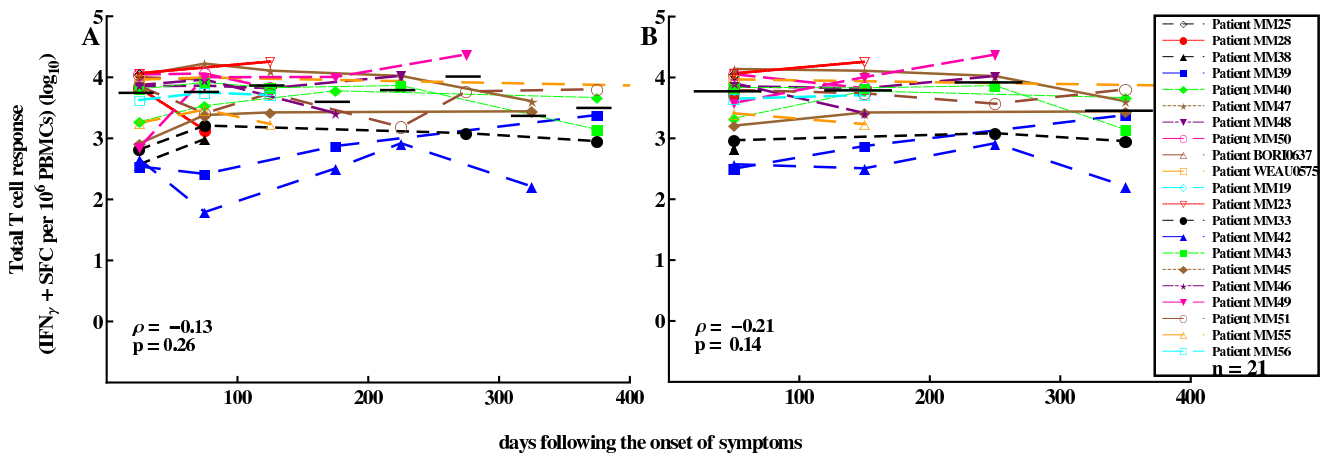 Total T cell response
(IFNγ + SFC per 10⁶ PBMCs) (log₁₀)
A
5
4
3
2
1
0
ρ = −0.13
p = 0.26
100
200
300
400
B
5
4
3
2
1
0
ρ = −0.21
p = 0.14
100
200
300
400
days following the onset of symptoms
Patient MM25
Patient MM28
Patient MM38
Patient MM39
Patient MM40
Patient MM47
Patient MM48
Patient MM50
Patient BORI0637
Patient WEAU0575
Patient MM19
Patient MM23
Patient MM33
Patient MM42
Patient MM43
Patient MM45
Patient MM46
Patient MM49
Patient MM51
Patient MM55
Patient MM56
n = 21